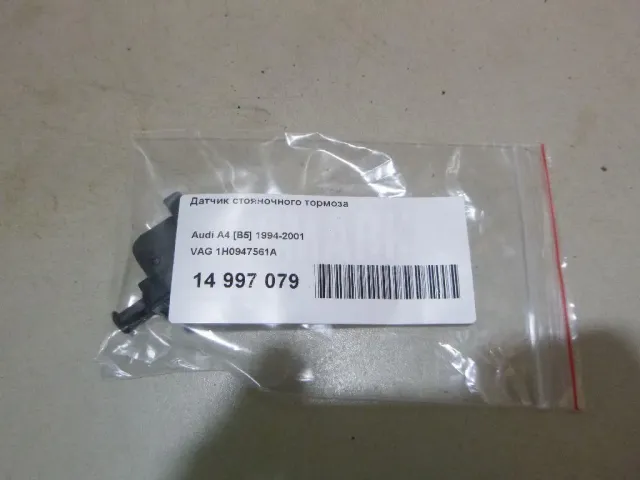 Датчик стояночного тормоза
Audi A4 [B5] 1994-2001
VAG 1H0947561A
14 997 079